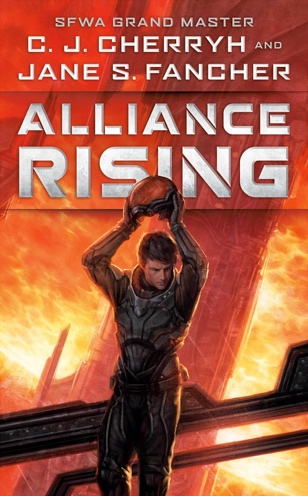 SFWA GRAND MASTER
C. J. CHERRYH AND
JANE S. FANCHER
ALLIANCE
RISING